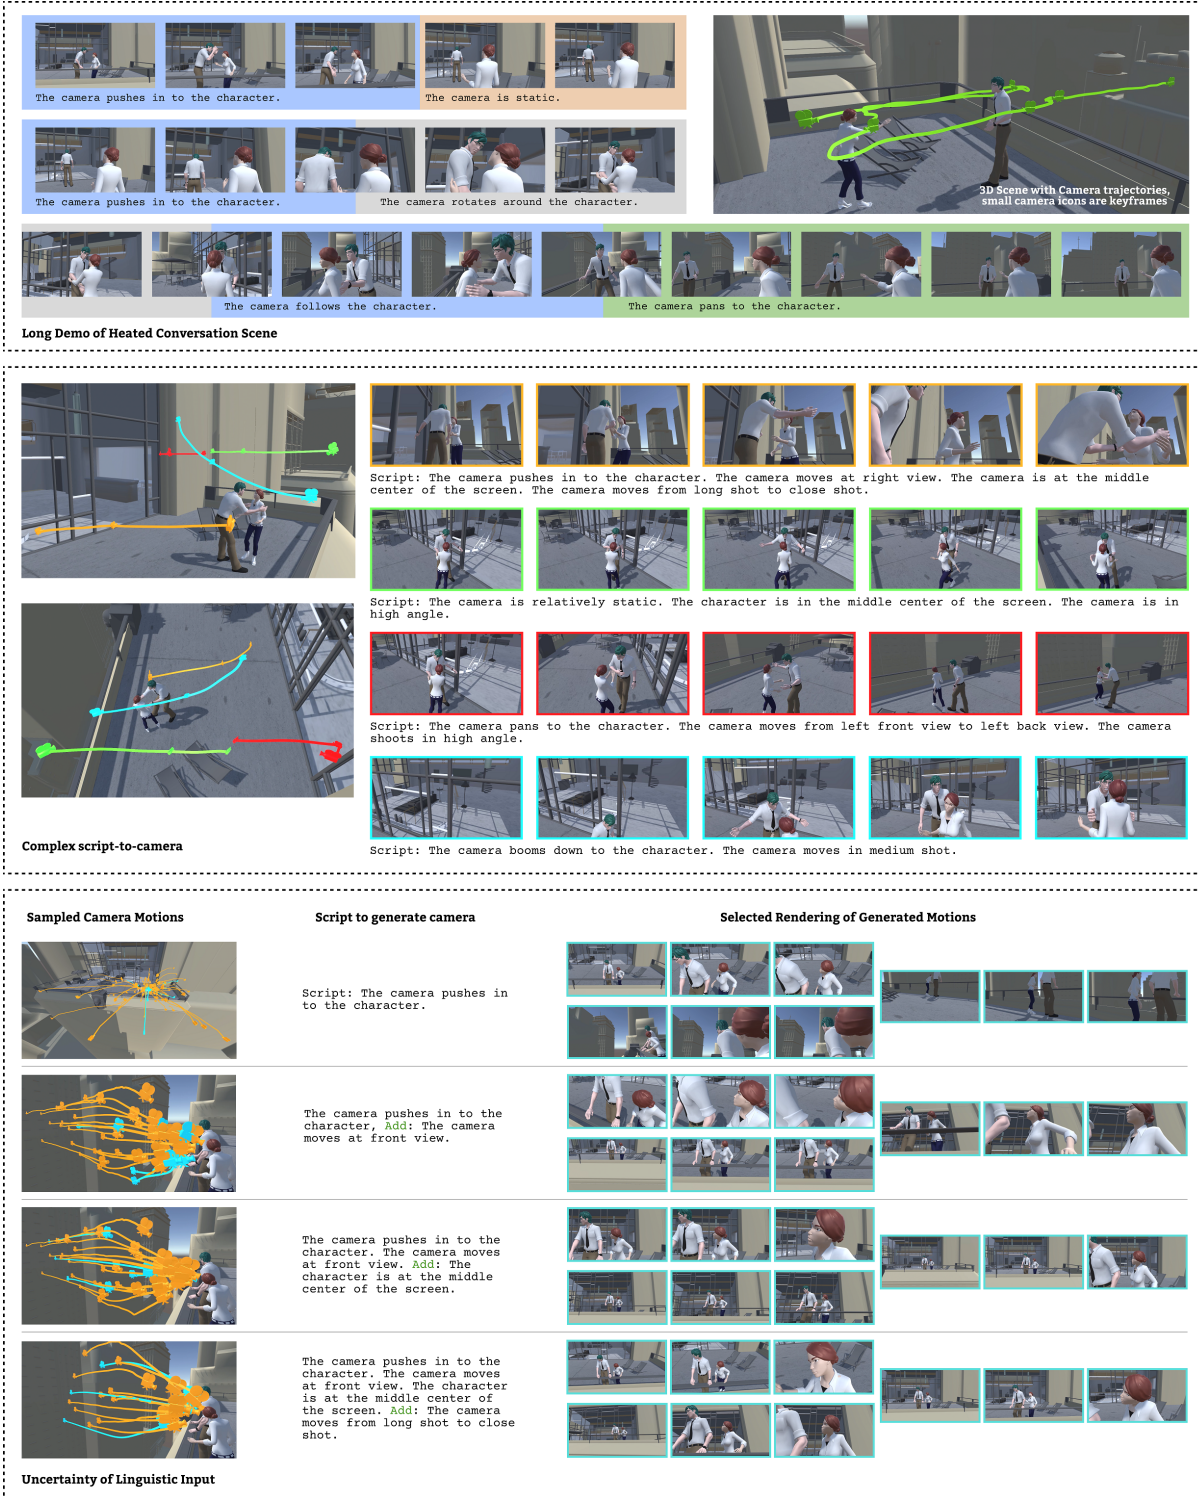 The camera pushes in to the character.
The camera is static.
The camera pushes in to the character.
The camera rotates around the character.
3D Scene with Camera trajectories,
small camera icons are keyframes
The camera follows the character.
The camera pans to the character.
Long Demo of Heated Conversation Scene
Script: The camera pushes in to the character. The camera moves at right view. The camera is at the middle
center of the screen. The camera moves from long shot to close shot.
Script: The camera is relatively static. The character is in the middle center of the screen. The camera is in
high angle.
Script: The camera pans to the character. The camera moves from left front view to left back view. The camera
shoots in high angle.
Script: The camera booms down to the character. The camera moves in medium shot.
Complex script-to-camera
Sampled Camera Motions
Script to generate camera
Selected Rendering of Generated Motions
Script: The camera pushes in
to the character.
The camera pushes in to the
character, Add: The camera
moves at front view.
The camera pushes in to the
character. The camera moves
at front view. Add: The
character is at the middle
center of the screen.
The camera pushes in to the
character. The camera moves
at front view. The character
is at the middle center of
the screen. Add: The camera
moves from long shot to close
shot.
Uncertainty of Linguistic Input